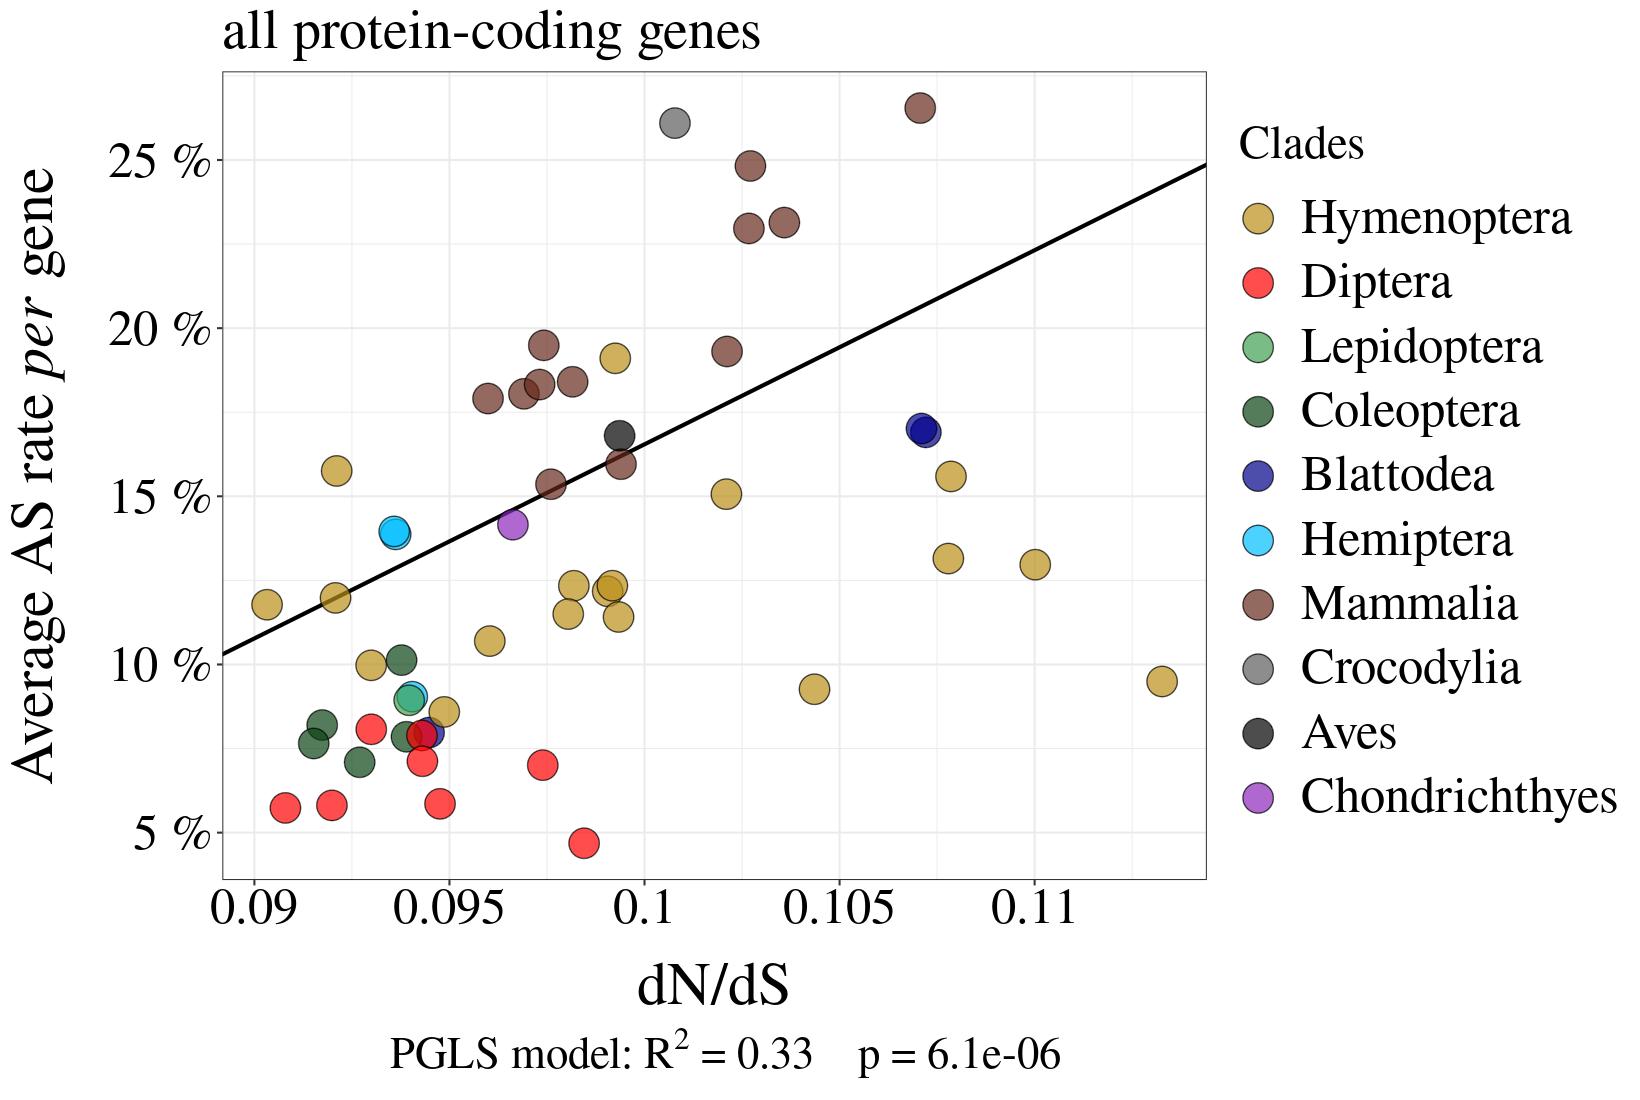 all protein-coding genes
Average AS rate per gene
25 %
20 %
15 %
10 %
5 %
0.09 0.095 0.1 0.105 0.11
dN/dS
PGLS model: R² = 0.33 p = 6.1e-06
Clades
Hymenoptera
Diptera
Lepidoptera
Coleoptera
Blattodea
Hemiptera
Mammalia
Crocodylia
Aves
Chondrichthyes